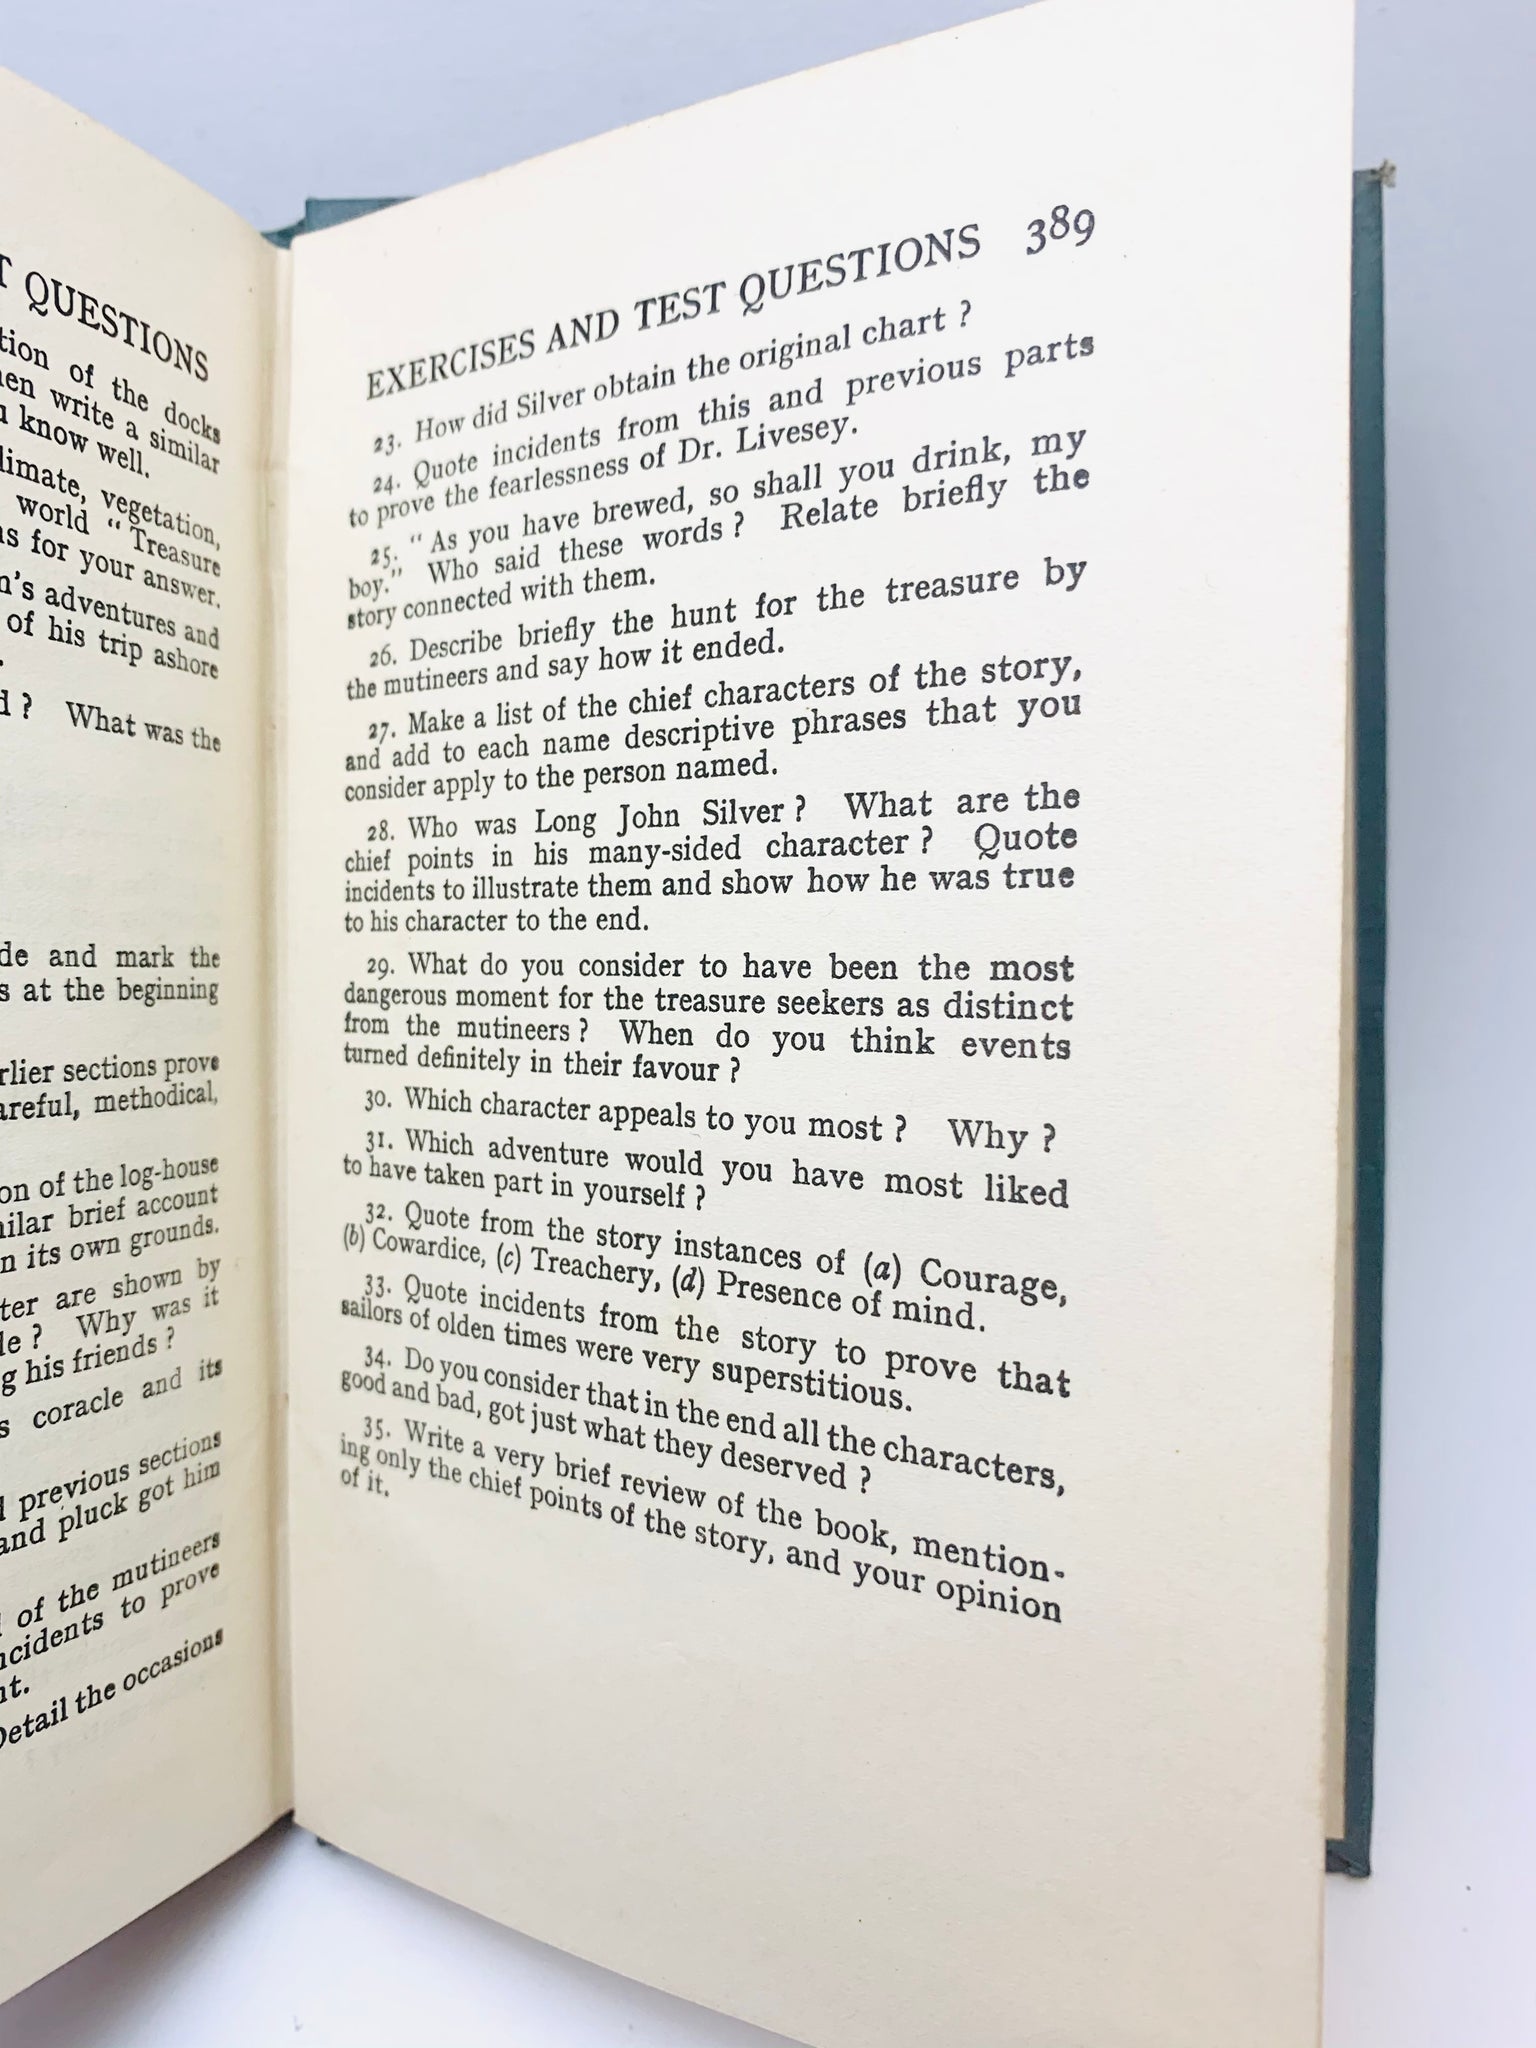 T QUESTIONS
tion of the docks
en write a similar
u know well.
limate, vegetation,
world " Treasure
ns for your answer.
n's adventures and
of his trip ashore
d ? What was the
de and mark the
s at the beginning
rlier sections prove
areful, methodical,
on of the log-house
milar brief account
n its own grounds.
ter are shown by
le ? Why was it
g his friends ?
s coracle and its
d previous sections
and pluck got him
of the mutineers
ncidents to prove
nt.
Detail the occasions
EXERCISES AND TEST QUESTIONS 389
23. How did Silver obtain the original chart ?
24. Quote incidents from this and previous parts
to prove the fearlessness of Dr. Livesey.
25. " As you have brewed, so shall you drink, my
boy." Who said these words ? Relate briefly the
story connected with them.
26. Describe briefly the hunt for the treasure by
the mutineers and say how it ended.
27. Make a list of the chief characters of the story,
and add to each name descriptive phrases that you
consider apply to the person named.
28. Who was Long John Silver ? What are the
chief points in his many-sided character ? Quote
incidents to illustrate them and show how he was true
to his character to the end.
29. What do you consider to have been the most
dangerous moment for the treasure seekers as distinct
from the mutineers ? When do you think events
turned definitely in their favour ?
30. Which character appeals to you most ? Why ?
31. Which adventure would you have most liked
to have taken part in yourself ?
32. Quote from the story instances of (a) Courage,
(b) Cowardice, (c) Treachery, (d) Presence of mind.
33. Quote incidents from the story to prove that
sailors of olden times were very superstitious.
34. Do you consider that in the end all the characters,
good and bad, got just what they deserved ?
35. Write a very brief review of the book, mention-
ing only the chief points of the story, and your opinion
of it.